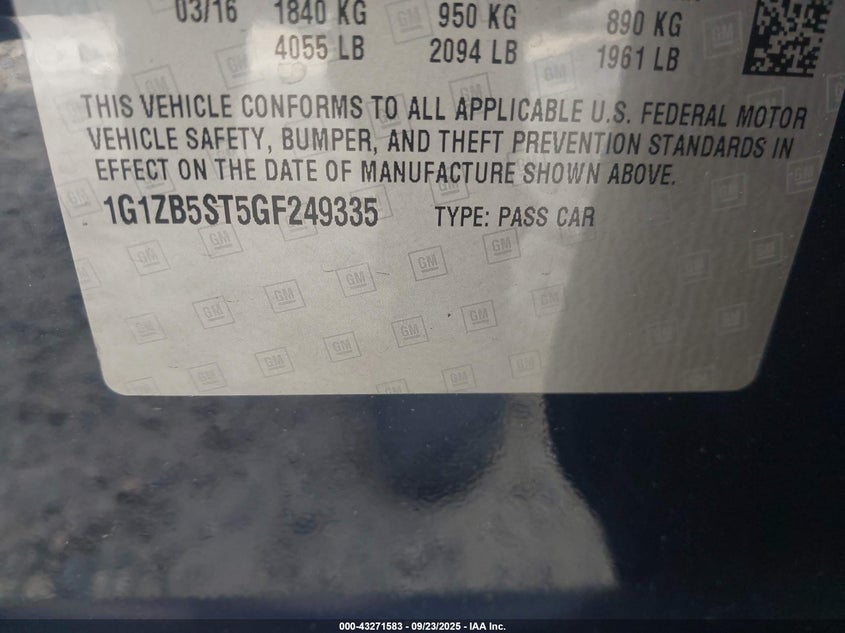 03/16 1840 KG 950 KG 890 KG
4055 LB 2094 LB 1961 LB
THIS VEHICLE CONFORMS TO ALL APPLICABLE U.S. FEDERAL MOTOR
VEHICLE SAFETY, BUMPER, AND THEFT PREVENTION STANDARDS IN
EFFECT ON THE DATE OF MANUFACTURE SHOWN ABOVE.
1G1ZB5ST5GF249335 TYPE: PASS CAR
000-43271583 - 09/23/2025 - IAA Inc.